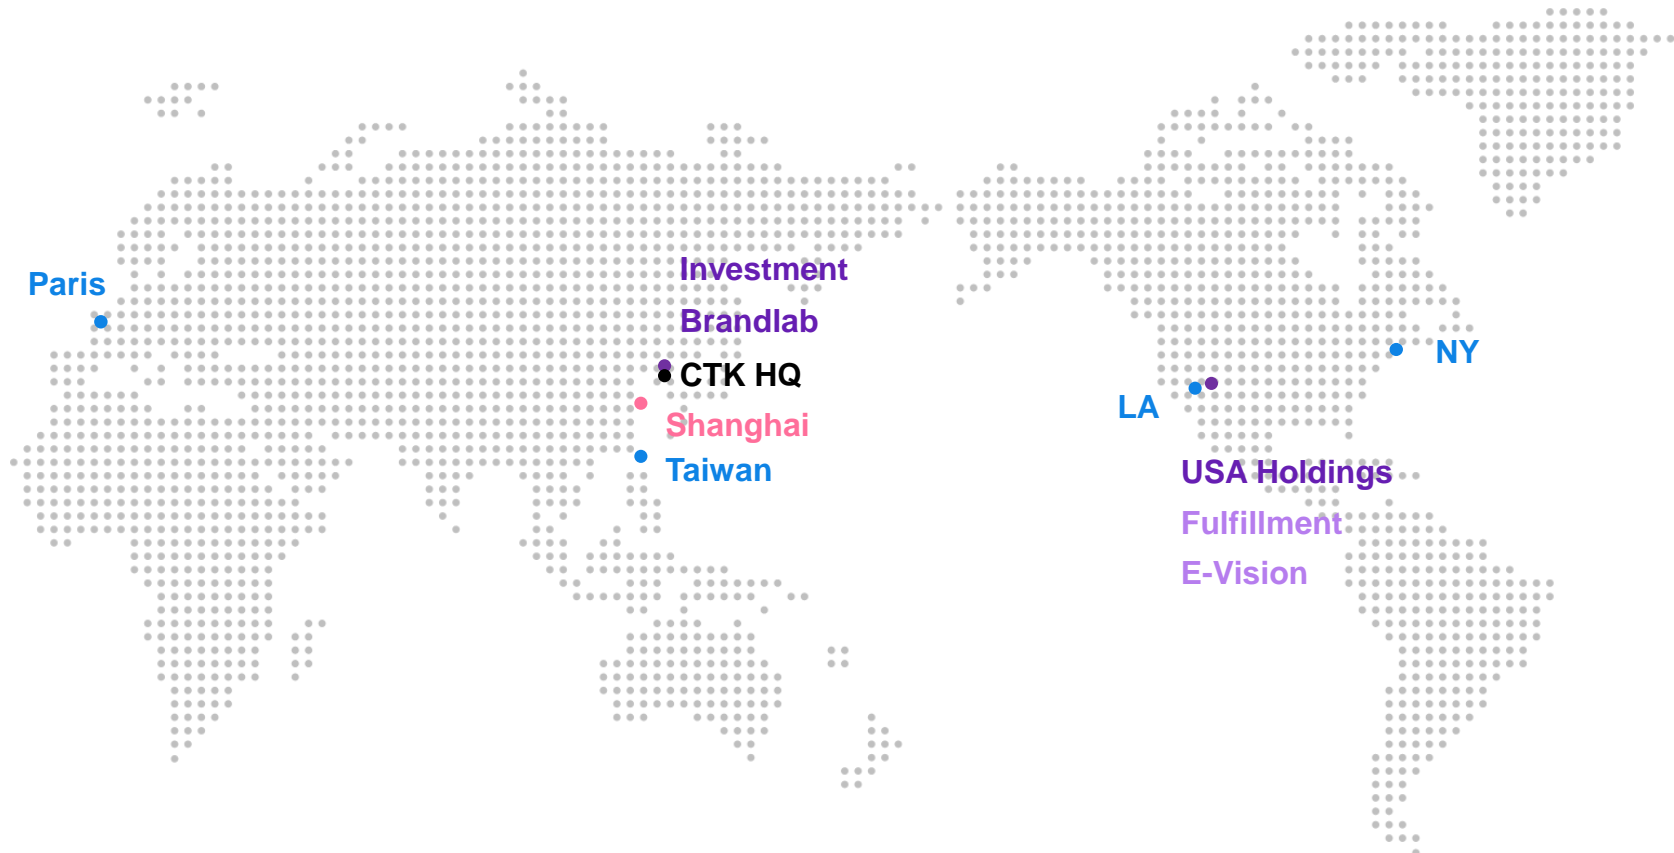 Paris
Investment
Brandlab
CTK HQ
Shanghai
Taiwan
NY
LA
USA Holdings
Fulfillment
E-Vision